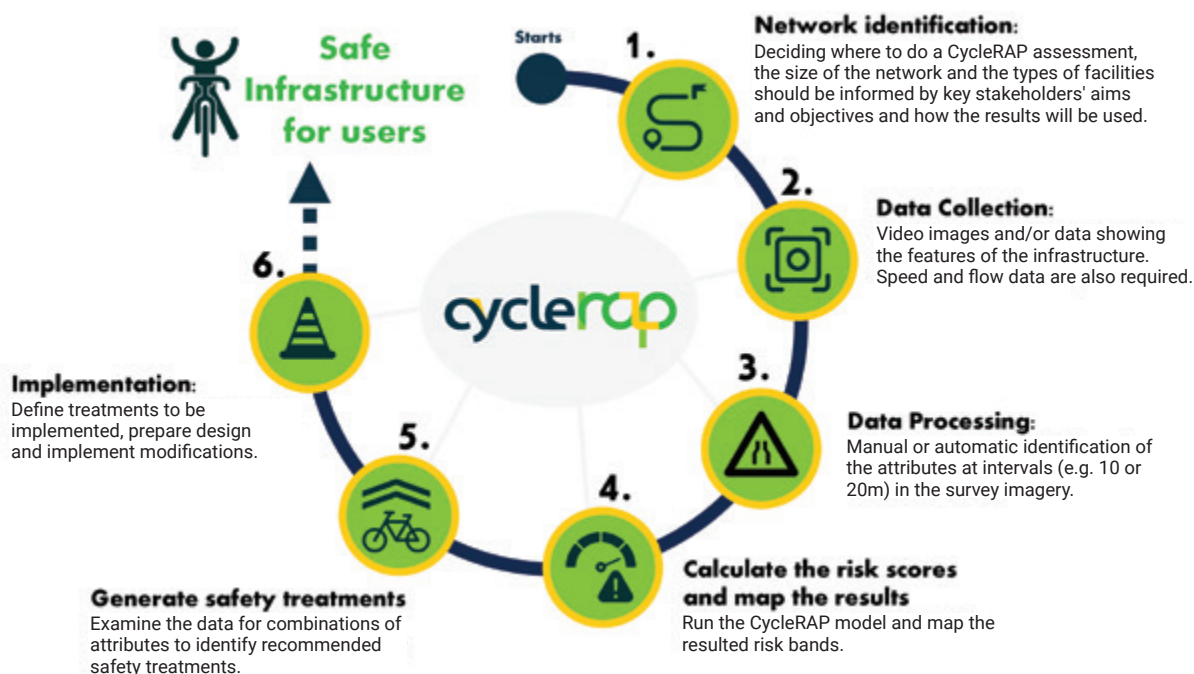 Safe
Infrastructure
for users
Starts
1.
Network identification:
Deciding where to do a CycleRAP assessment,
the size of the network and the types of facilities
should be informed by key stakeholders' aims
and objectives and how the results will be used.
2.
Data Collection:
Video images and/or data showing
the features of the infrastructure.
Speed and flow data are also required.
3.
Data Processing:
Manual or automatic identification of
the attributes at intervals (e.g. 10 or
20m) in the survey imagery.
4.
Calculate the risk scores
and map the results
Run the CycleRAP model and map the
resulted risk bands.
5.
Generate safety treatments
Examine the data for combinations of
attributes to identify recommended
safety treatments.
6.
Implementation:
Define treatments to be
implemented, prepare design
and implement modifications.
cyclerap